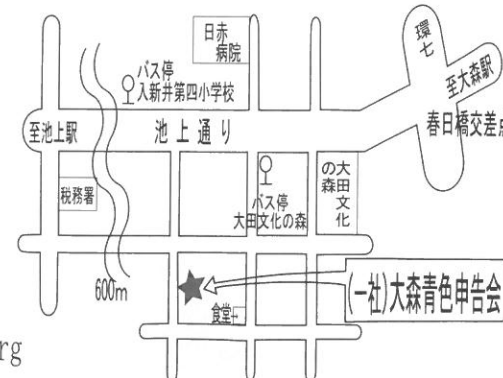 日赤
病院
環七
バス停
入新井第四小学校
至大森駅
至池上駅
池上通り
春日橋交差点
税務署
バス停
大田文化の森
大田文化
の森
600m
食堂
(一社)大森青色申告会
rg